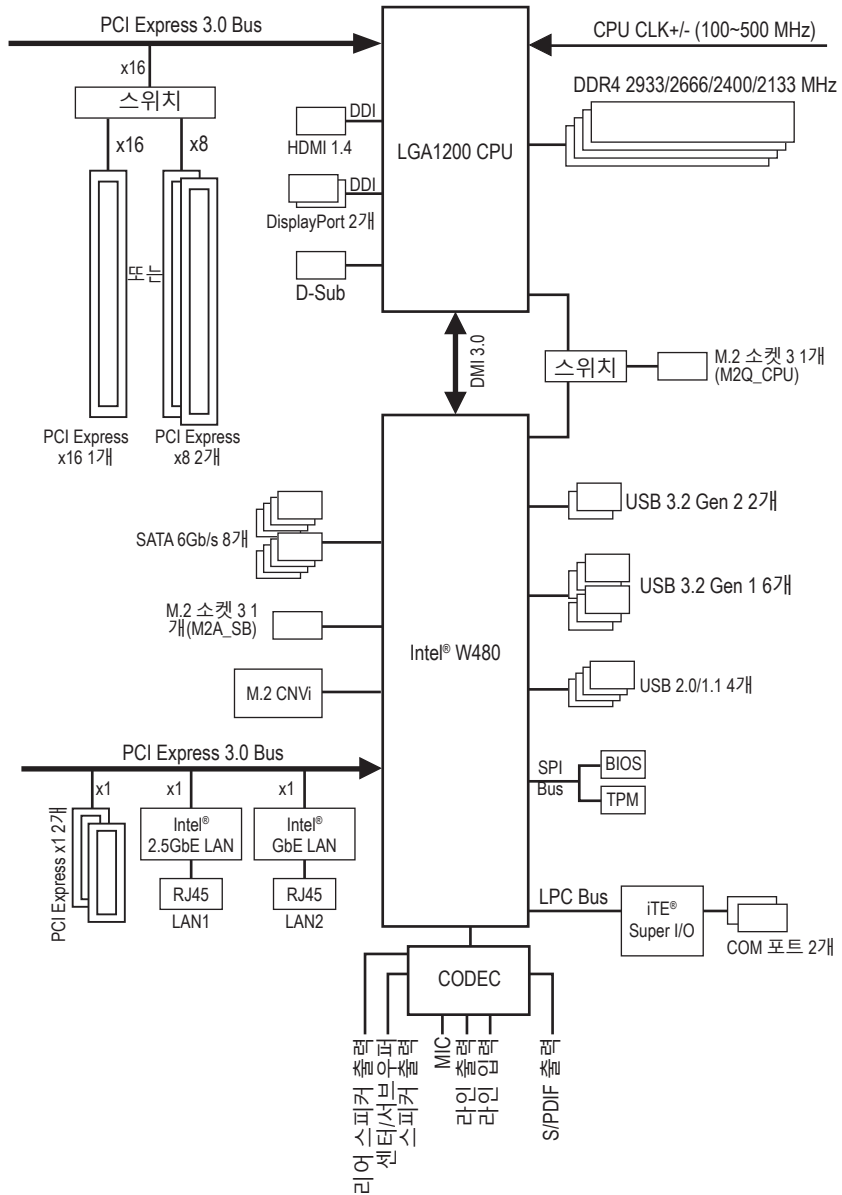 PCI Express 3.0 Bus
CPU CLK+/- (100~500 MHz)
x16
스위치
x16
x8
DDR4 2933/2666/2400/2133 MHz
DDI
HDMI 1.4
LGA1200 CPU
DDI
DisplayPort 2개
D-Sub
또는
PCI Express
x16 1개
PCI Express
x8 2개
DMI 3.0
스위치
M.2 소켓 3 1개
(M2Q_CPU)
SATA 6Gb/s 8개
USB 3.2 Gen 2 2개
USB 3.2 Gen 1 6개
M.2 소켓 3 1
개(M2A_SB)
Intel® W480
M.2 CNVi
USB 2.0/1.1 4개
PCI Express 3.0 Bus
SPI
Bus
BIOS
TPM
x1
x1
x1
PCI Express x1 2개
Intel®
2.5GbE LAN
Intel®
GbE LAN
RJ45
RJ45
LAN1
LAN2
LPC Bus
iTE®
Super I/O
COM 포트 2개
CODEC
리어 스피커 출력
센터/서브우퍼
스피커 출력
MIC
라인 출력
라인 입력
S/PDIF 출력